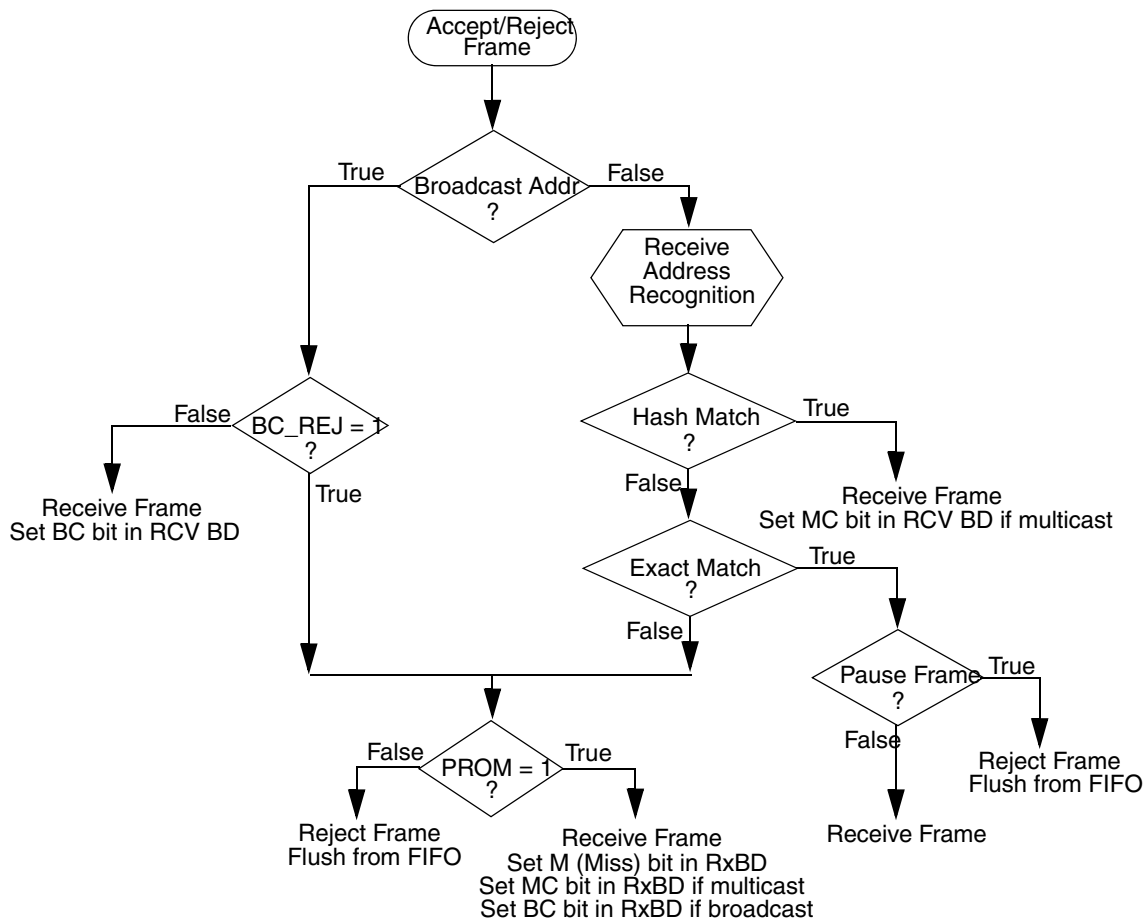 Accept/Reject
Frame
True
False
Broadcast Addr
?
Receive
Address
Recognition
False
BC_REJ = 1
?
True
Hash Match
?
True
False
Receive Frame
Set BC bit in RCV BD
Receive Frame
Set MC bit in RCV BD if multicast
Exact Match
?
True
False
Pause Frame
?
True
False
False
PROM = 1
?
True
Reject Frame
Flush from FIFO
Reject Frame
Flush from FIFO
Receive Frame
Set M (Miss) bit in RxBD
Set MC bit in RxBD if multicast
Set BC bit in RxBD if broadcast
Receive Frame